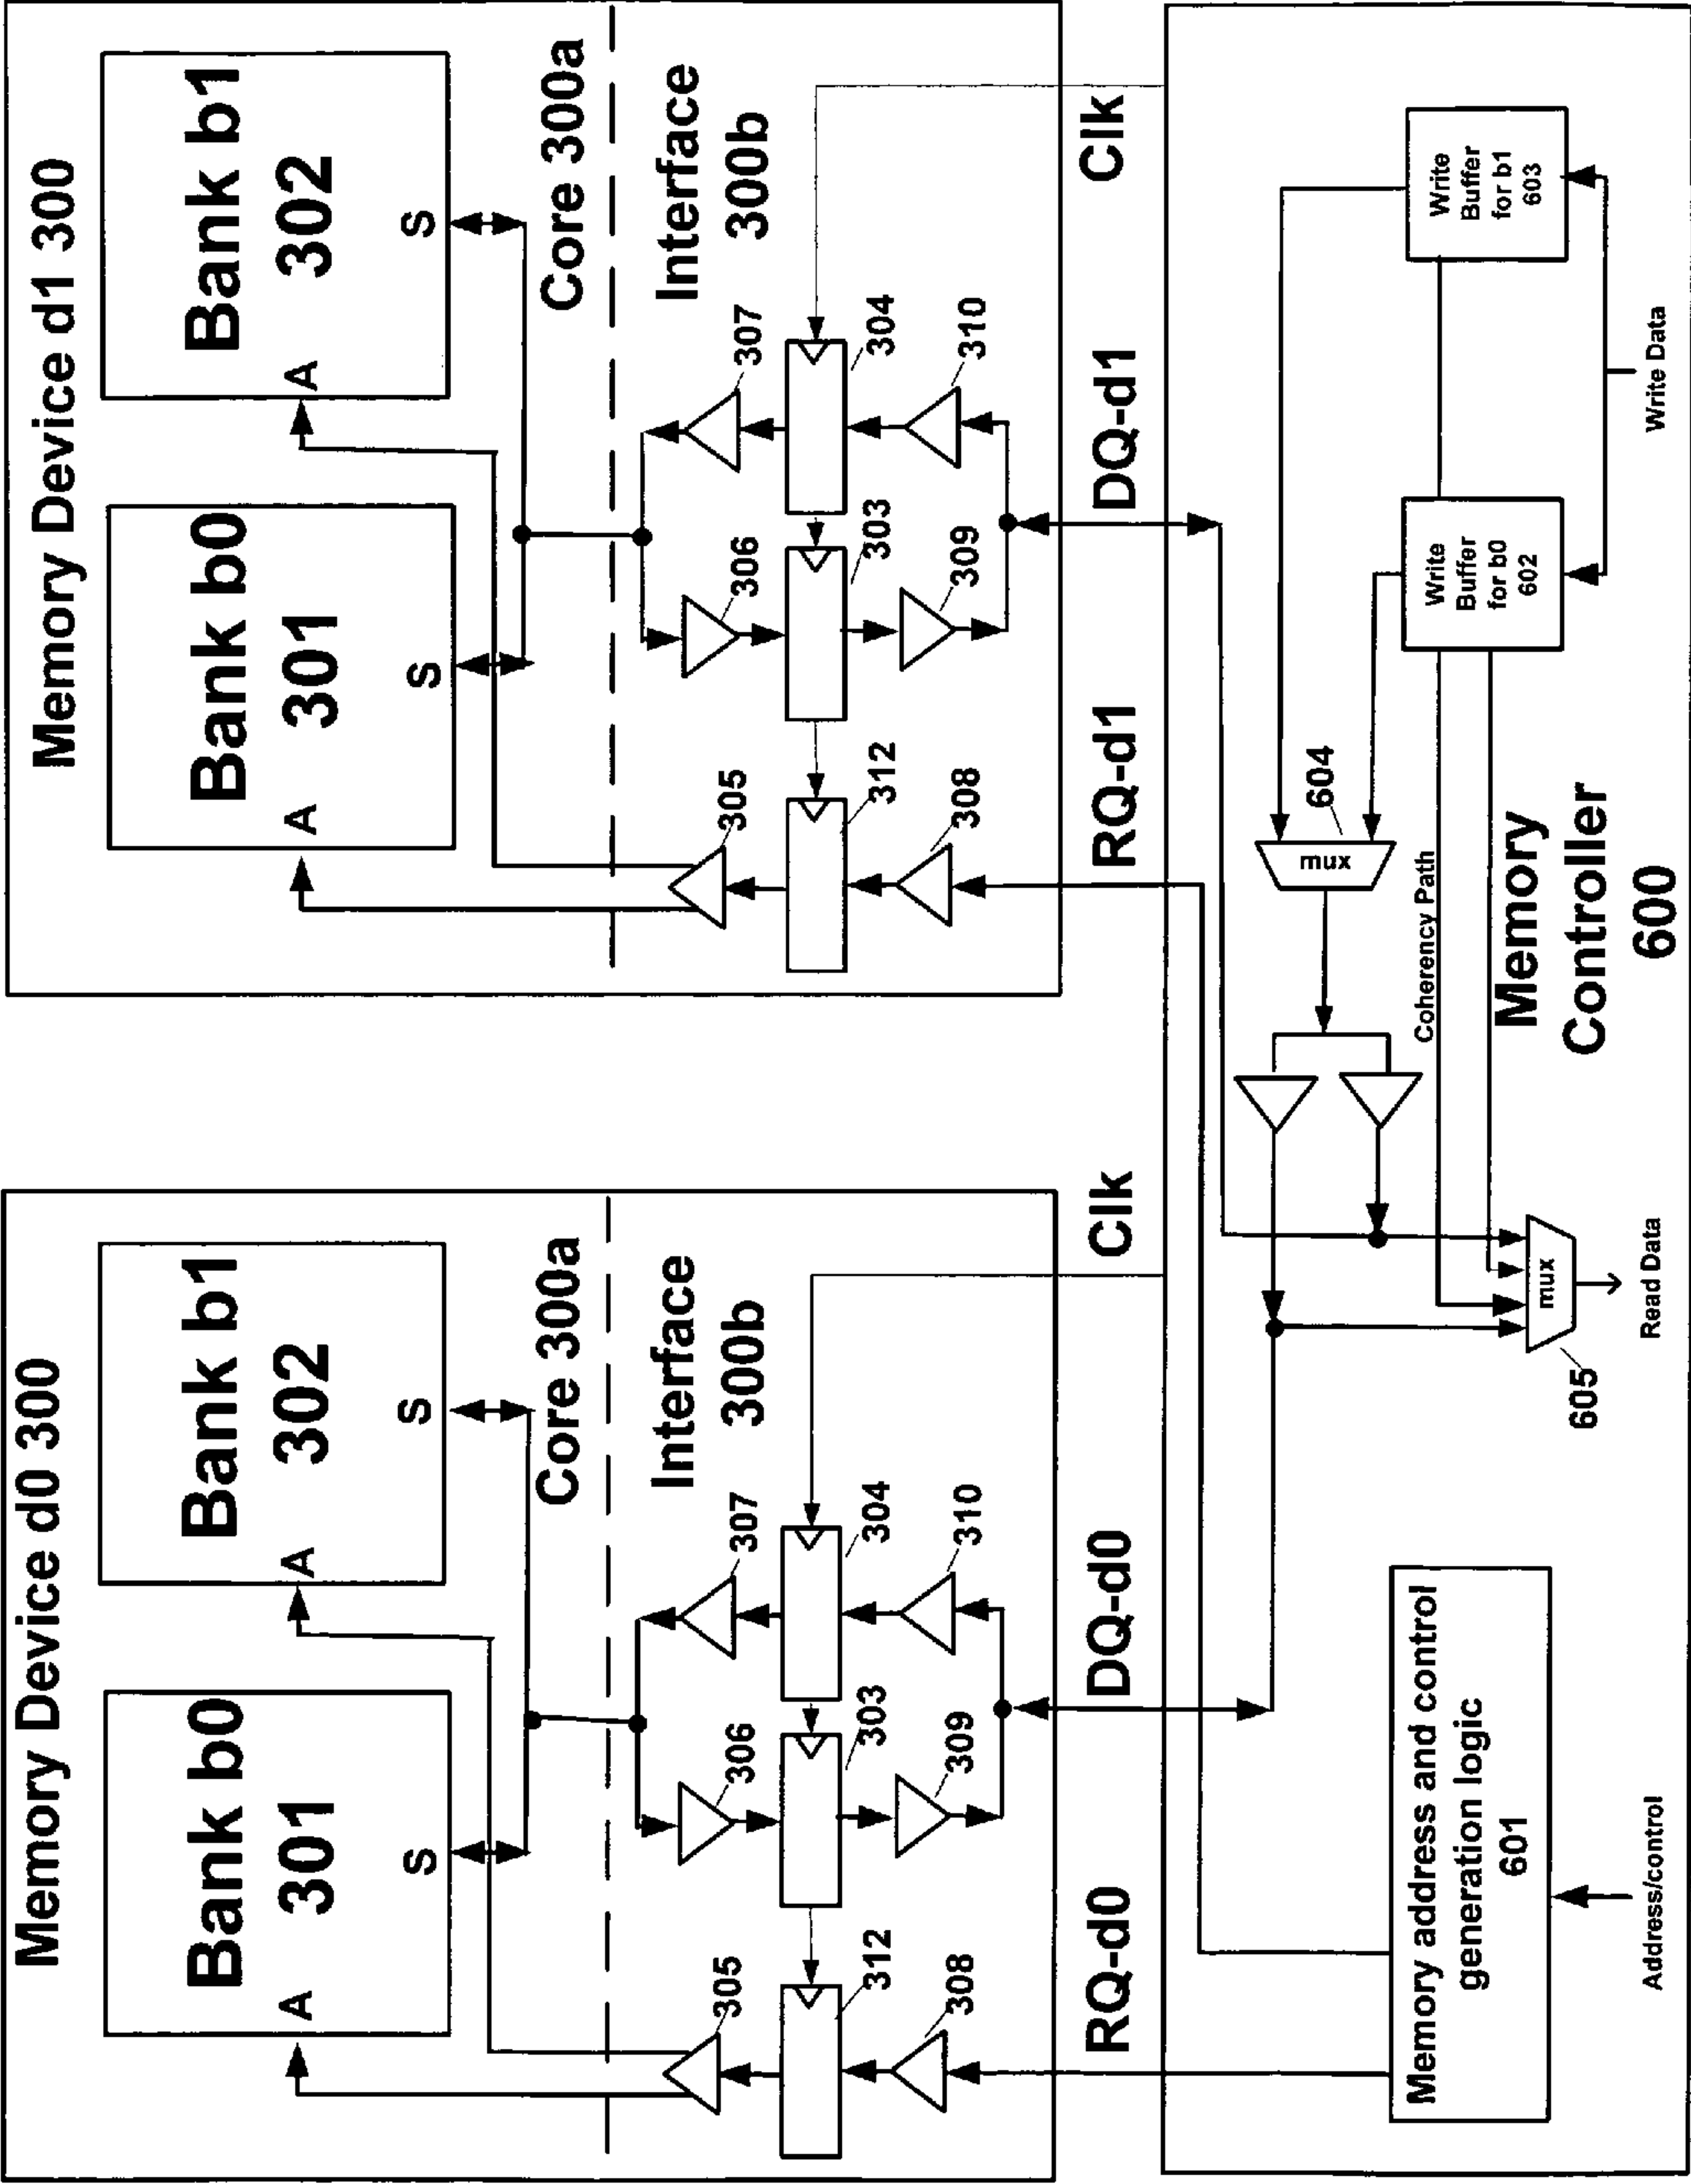 Memory Device d0 300
Bank b0
301
A
S
Bank b1
302
A
S
Core 300a
Interface
300b
305
306
307
312
303
304
308
309
310
RQ-d0
DQ-d0
Clk
Memory Device d1 300
Bank b0
301
A
S
Bank b1
302
A
S
Core 300a
Interface
300b
305
306
307
312
303
304
308
309
310
RQ-d1
DQ-d1
Clk
Memory address and control
generation logic
601
Address/control
mux
605
Read Data
Coherency Path
mux
604
Write
Buffer
for b0
602
Write
Buffer
for b1
603
Write Data
Memory
Controller
600